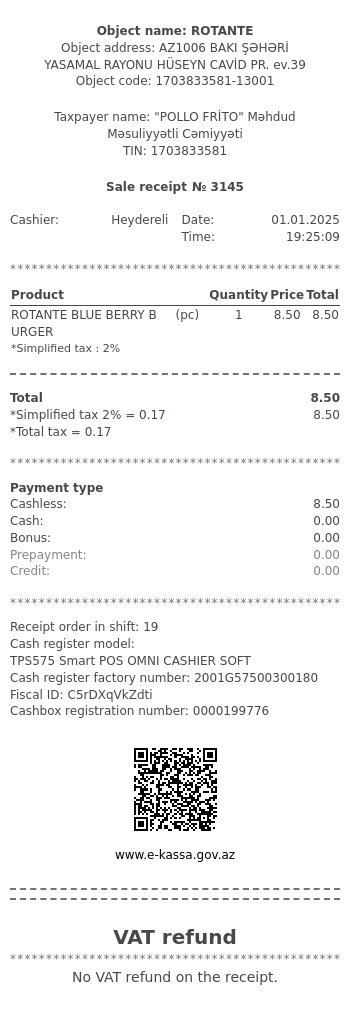 Object name: ROTANTE
Object address: AZ1006 BAKI ŞƏHƏRİ
YASAMAL RAYONU HÜSEYN CAVİD PR. ev.39
Object code: 1703833581-13001
Taxpayer name: "POLLO FRİTO" Məhdud
Məsuliyyətli Cəmiyyəti
TIN: 1703833581
Sale receipt № 3145
Cashier: Heydereli Date: 01.01.2025
Time: 19:25:09
********************************************
Product Quantity Price Total
ROTANTE BLUE BERRY B (pc) 1 8.50 8.50
URGER
*Simplified tax : 2%
Total 8.50
*Simplified tax 2% = 0.17 8.50
*Total tax = 0.17
********************************************
Payment type
Cashless: 8.50
Cash: 0.00
Bonus: 0.00
Prepayment: 0.00
Credit: 0.00
********************************************
Receipt order in shift: 19
Cash register model:
TPS575 Smart POS OMNI CASHIER SOFT
Cash register factory number: 2001G57500300180
Fiscal ID: C5rDXqVkZdti
Cashbox registration number: 0000199776
www.e-kassa.gov.az
VAT refund
********************************************
No VAT refund on the receipt.